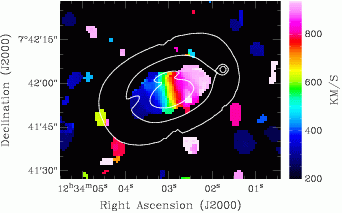 7°42'15"
42'00"
41'45"
41'30"
12h34m05s 04s 03s 02s 01s
Right Ascension (J2000)
Declination (J2000)
800
600
400
200
KM/S